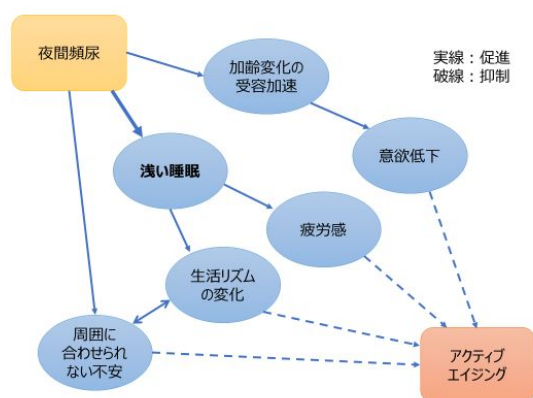 夜間頻尿
加齢変化の
受容加速
実線：促進
破線：抑制
意欲低下
浅い睡眠
疲労感
生活リズム
の変化
周囲に
合わせられ
ない不安
アクティブ
エイジング